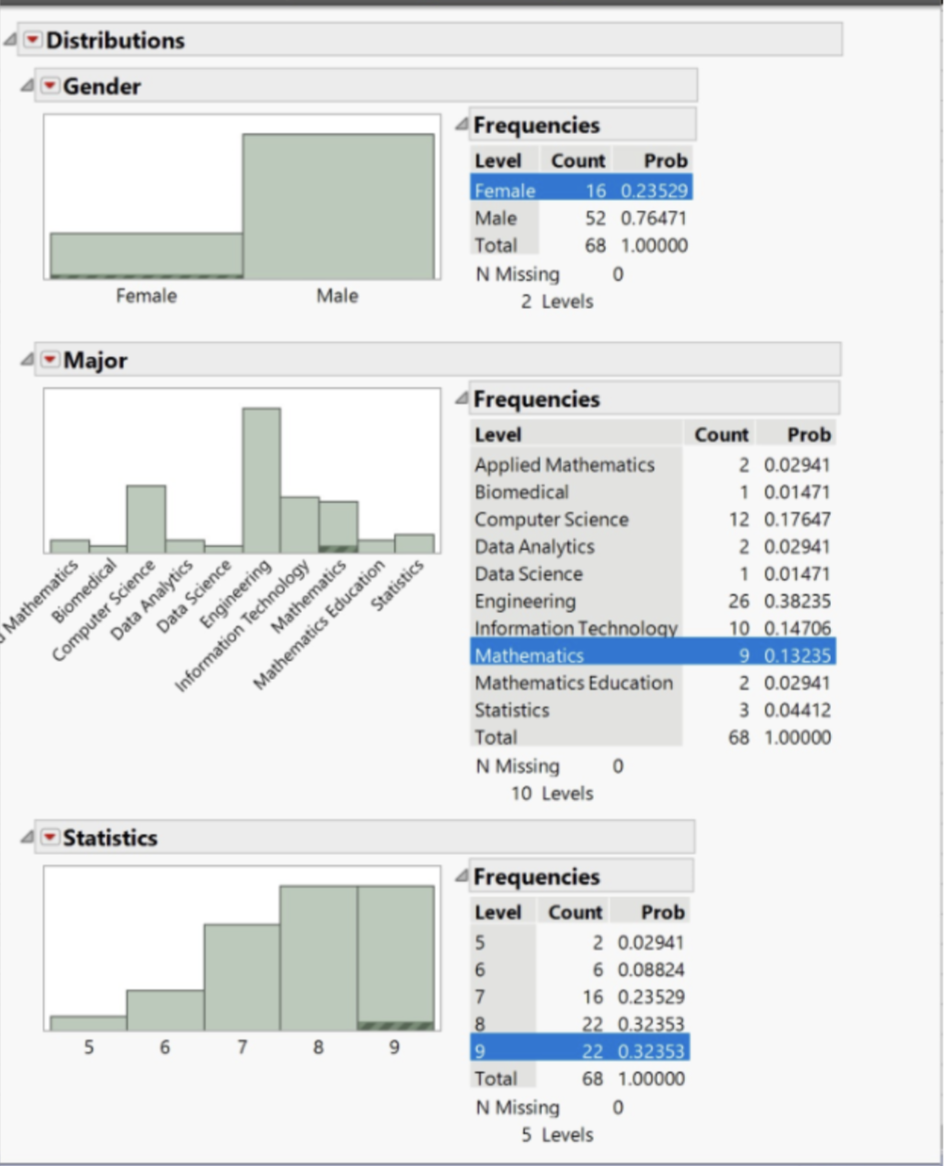 Distributions
Gender
Female Male
Frequencies
Level Count Prob
Female 16 0.23529
Male 52 0.76471
Total 68 1.00000
N Missing 0
2 Levels
Major
d Mathematics
Biomedical
Computer Science
Data Analytics
Data Science
Engineering
Information Technology
Mathematics
Mathematics Education
Statistics
Frequencies
Level Count Prob
Applied Mathematics 2 0.02941
Biomedical 1 0.01471
Computer Science 12 0.17647
Data Analytics 2 0.02941
Data Science 1 0.01471
Engineering 26 0.38235
Information Technology 10 0.14706
Mathematics 9 0.13235
Mathematics Education 2 0.02941
Statistics 3 0.04412
Total 68 1.00000
N Missing 0
10 Levels
Statistics
5 6 7 8 9
Frequencies
Level Count Prob
5 2 0.02941
6 6 0.08824
7 16 0.23529
8 22 0.32353
9 22 0.32353
Total 68 1.00000
N Missing 0
5 Levels